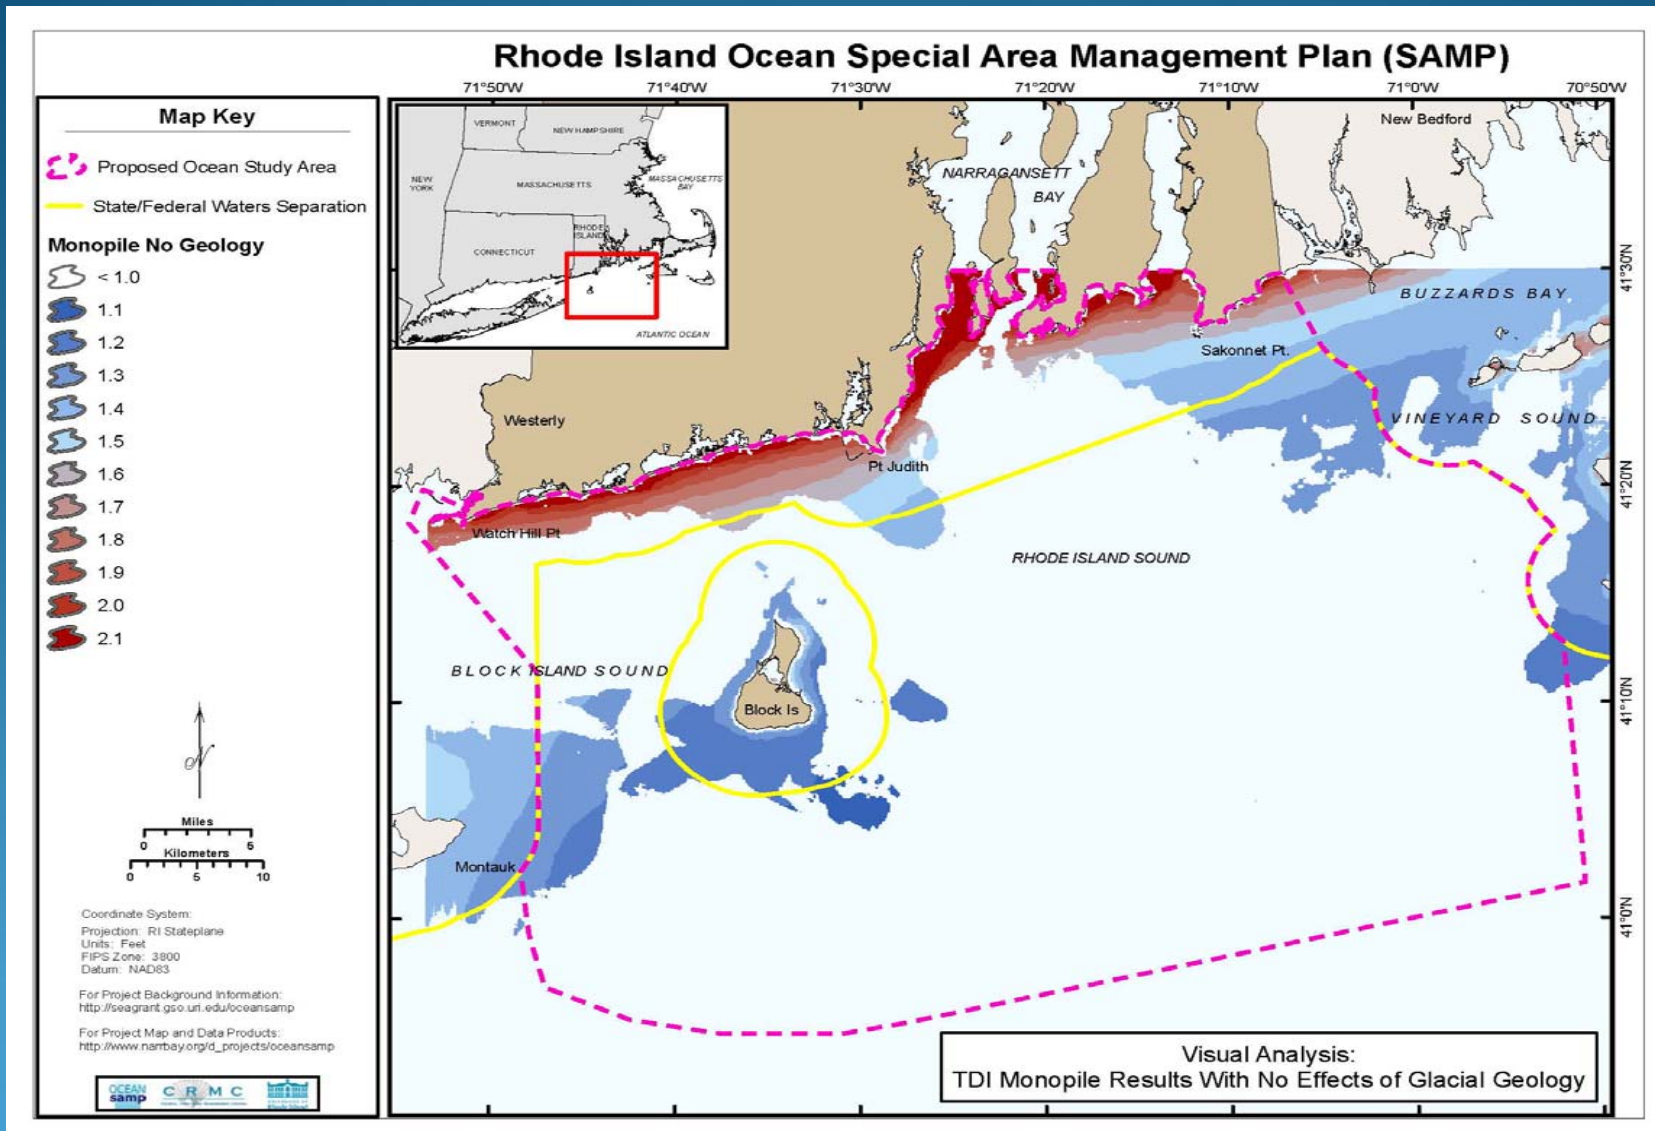 Rhode Island Ocean Special Area Management Plan (SAMP)
71°50'W 71°40'W 71°30'W 71°20'W 71°10'W 71°0'W 70°50'W
Map Key
Proposed Ocean Study Area
State/Federal Waters Separation
Monopile No Geology
< 1.0
1.1
1.2
1.3
1.4
1.5
1.6
1.7
1.8
1.9
2.0
2.1
N
Miles
0 5
Kilometers
0 5 10
Coordinate System:
Projection: RI Stateplane
Units: Feet
FIPS Zone: 3800
Datum: NAD83
For Project Background Information:
http://seagrant.gso.uri.edu/oceansamp
For Project Map and Data Products:
http://www.narrbay.org/d_projects/oceansamp
OCEAN
samp
CRMC
VERMONT
NEW HAMPSHIRE
NEW
YORK
MASSACHUSETTS
MASSACHUSETTS
BAY
RHODE
ISLAND
CONNECTICUT
ATLANTIC OCEAN
New Bedford
NARRAGANSETT
BAY
BUZZARDS BAY
Sakonnet Pt.
Westerly
VINEYARD SOUND
Pt Judith
Watch Hill Pt
RHODE ISLAND SOUND
BLOCK ISLAND SOUND
Block Is
Montauk
41°30'N
41°20'N
41°10'N
41°0'N
Visual Analysis:
TDI Monopile Results With No Effects of Glacial Geology